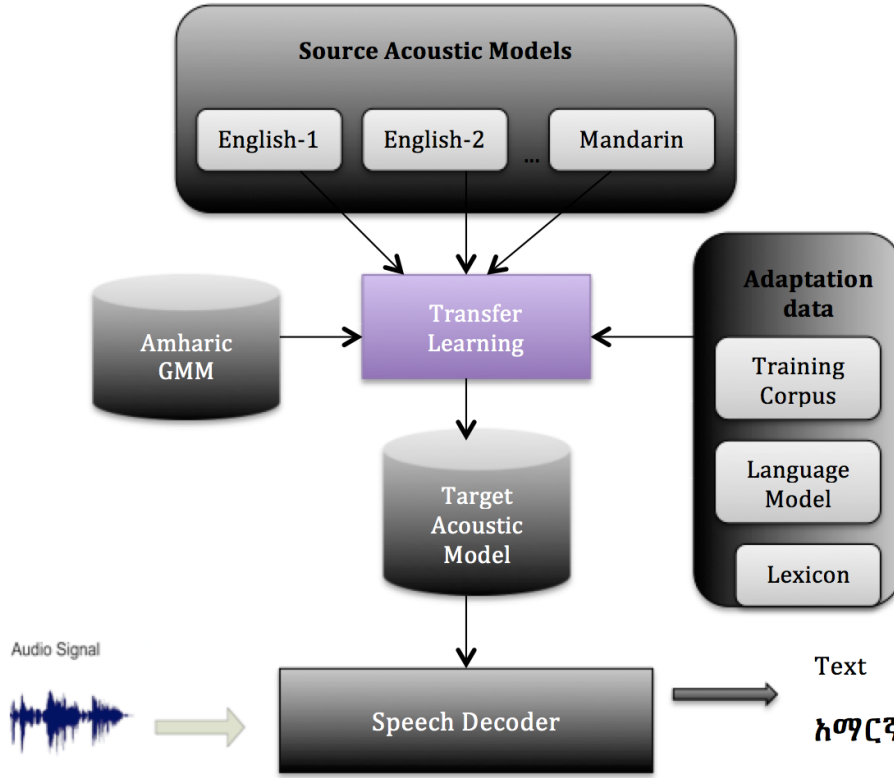 Source Acoustic Models
English-1
English-2
...
Mandarin
Adaptation
data
Amharic
GMM
Transfer
Learning
Training
Corpus
Language
Model
Lexicon
Target
Acoustic
Model
Audio Signal
Speech Decoder
Text